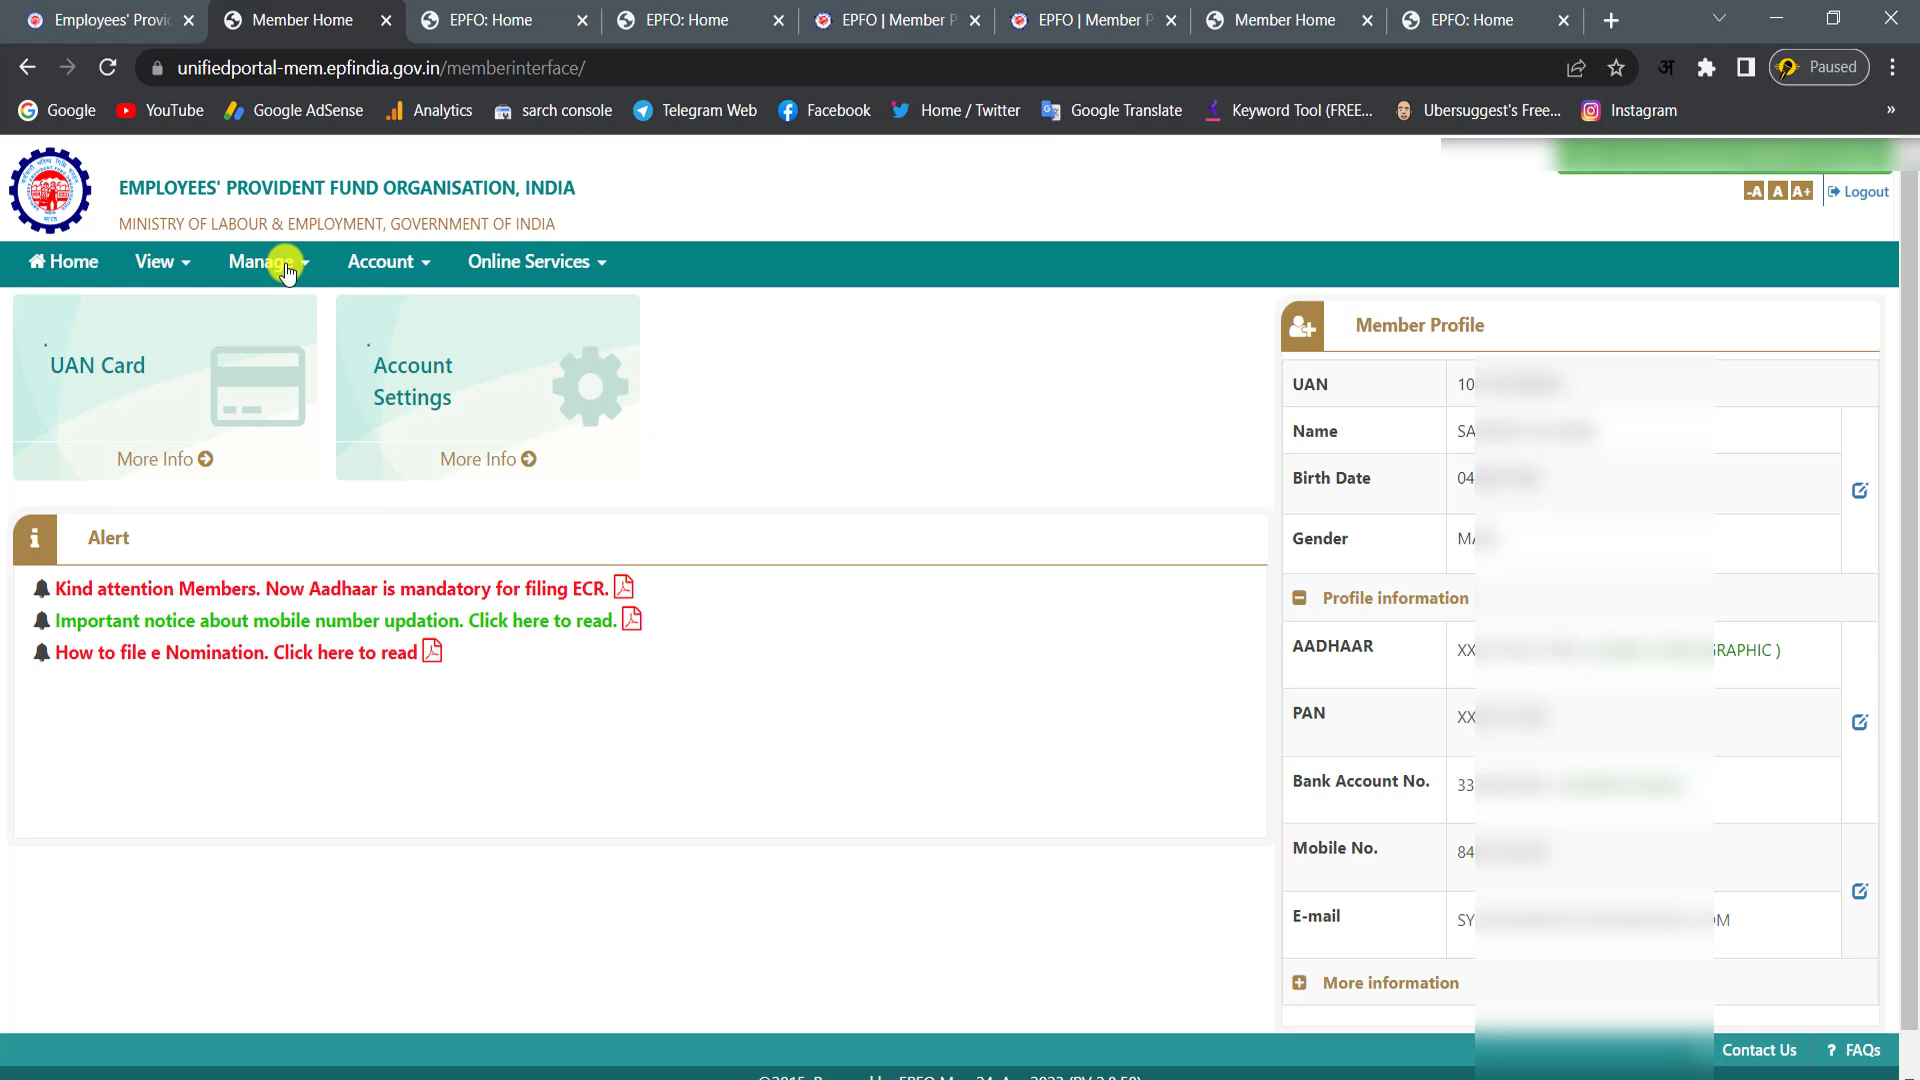 Employees' Provi
Member Home
EPFO: Home
EPFO: Home
EPFO | Member P
EPFO | Member P
Member Home
EPFO: Home
unifiedportal-mem.epfindia.gov.in/memberinterface/
अ
Paused
Google
YouTube
Google AdSense
Analytics
sarch console
Telegram Web
Facebook
Home / Twitter
Google Translate
Keyword Tool (FREE...
Ubersuggest's Free...
Instagram
»
EMPLOYEES' PROVIDENT FUND ORGANISATION, INDIA
MINISTRY OF LABOUR & EMPLOYMENT, GOVERNMENT OF INDIA
-A A A+
Logout
Home
View
Manage
Account
Online Services
UAN Card
More Info
Account
Settings
More Info
Alert
Kind attention Members. Now Aadhaar is mandatory for filing ECR.
Important notice about mobile number updation. Click here to read.
How to file e Nomination. Click here to read
Member Profile
UAN 10
Name SA
Birth Date 04
Gender MA
Profile information
AADHAAR XX GRAPHIC )
PAN XX
Bank Account No. 33
Mobile No. 84
E-mail SY OM
More information
Contact Us
? FAQs